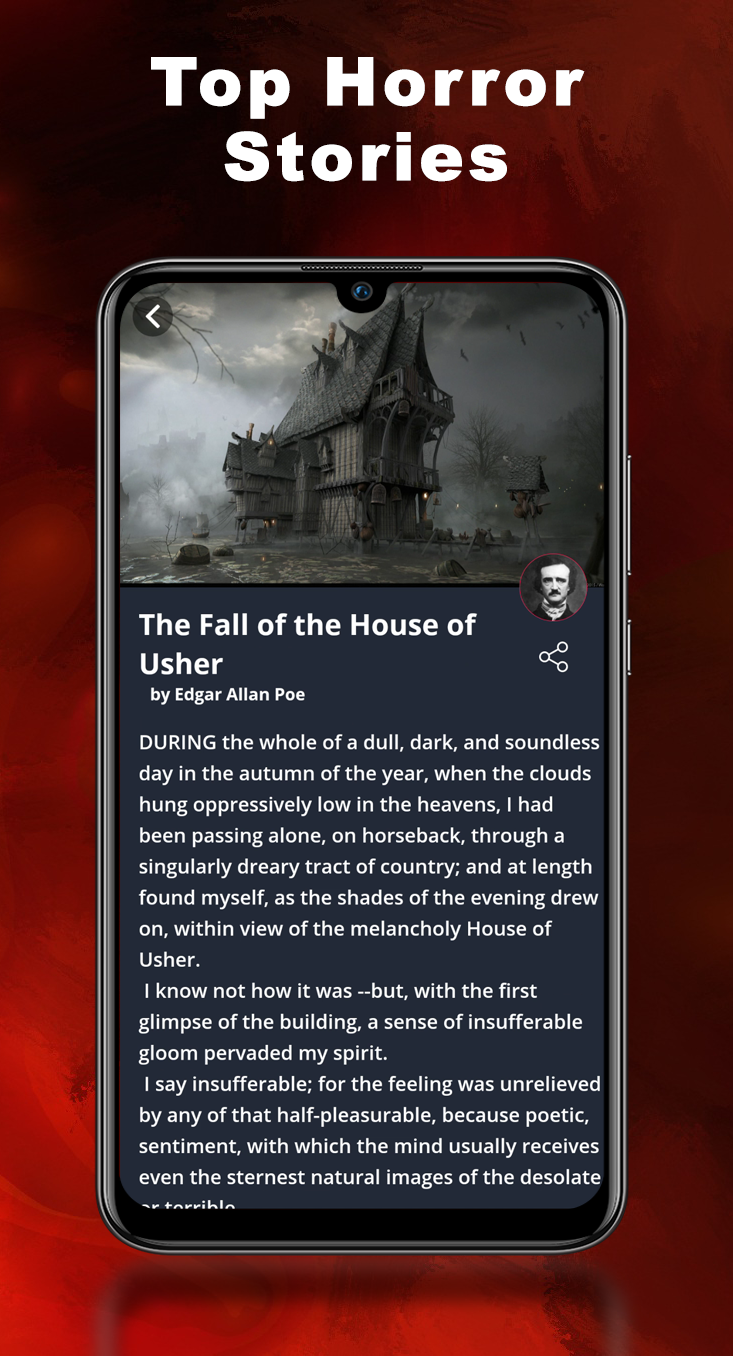 Top Horror
Stories
The Fall of the House of
Usher
by Edgar Allan Poe
DURING the whole of a dull, dark, and soundless
day in the autumn of the year, when the clouds
hung oppressively low in the heavens, I had
been passing alone, on horseback, through a
singularly dreary tract of country; and at length
found myself, as the shades of the evening drew
on, within view of the melancholy House of
Usher.
I know not how it was --but, with the first
glimpse of the building, a sense of insufferable
gloom pervaded my spirit.
I say insufferable; for the feeling was unrelieved
by any of that half-pleasurable, because poetic,
sentiment, with which the mind usually receives
even the sternest natural images of the desolate
or terrible